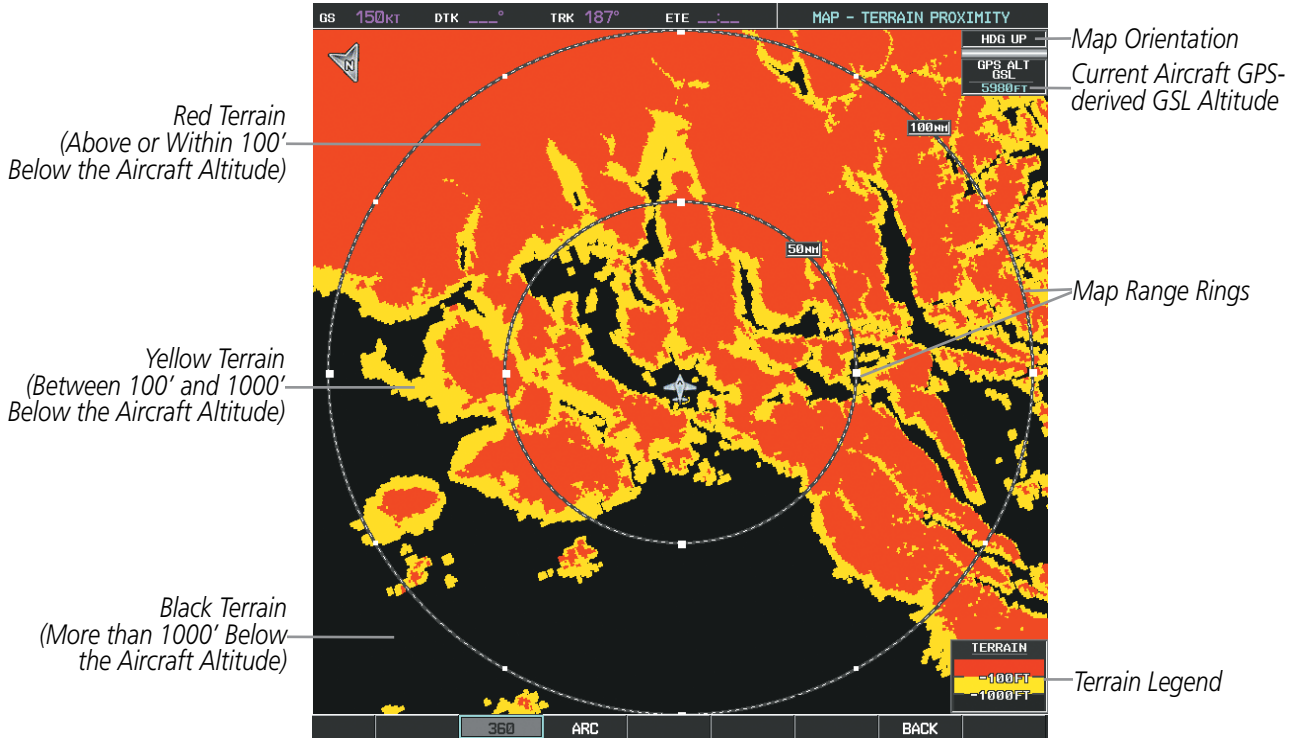 GS 150KT DTK ___° TRK 187° ETE __:__ MAP - TERRAIN PROXIMITY
HDG UP
Map Orientation
GPS ALT
GSL
5980FT
Current Aircraft GPS-
derived GSL Altitude
Red Terrain
(Above or Within 100’
Below the Aircraft Altitude)
N
100NM
50NM
Map Range Rings
Yellow Terrain
(Between 100’ and 1000’
Below the Aircraft Altitude)
Black Terrain
(More than 1000’ Below
the Aircraft Altitude)
TERRAIN
-100FT
-1000FT
Terrain Legend
360 ARC BACK